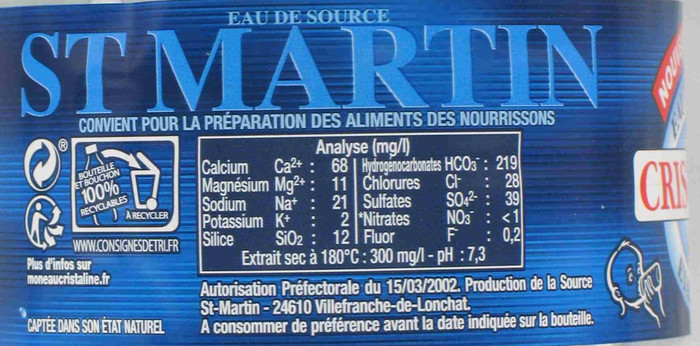 EAU DE SOURCE
ST MARTIN
CONVIENT POUR LA PRÉPARATION DES ALIMENTS DES NOURRISSONS
Analyse (mg/l)
Calcium Ca2+ : 68 Hydrogénocarbonates HCO3- : 219
Magnésium Mg2+ : 11 Chlorures Cl- : 28
Sodium Na+ : 21 Sulfates SO42- : 39
Potassium K+ : 2 *Nitrates NO3- : <1
Silice SiO2 : 12 Fluor F- : 0,2
Extrait sec à 180°C : 300 mg/l - pH : 7,3
BOUTEILLE
ET BOUCHON
100%
RECYCLABLES
À RECYCLER
WWW.CONSIGNESDETRI.FR
Plus d'infos sur
moneaucristaline.fr
CAPTÉE DANS SON ÉTAT NATUREL
Autorisation Préfectorale du 15/03/2002. Production de la Source
St-Martin - 24610 Villefranche-de-Lonchat.
A consommer de préférence avant la date indiquée sur la bouteille.
NOUV
CRIS